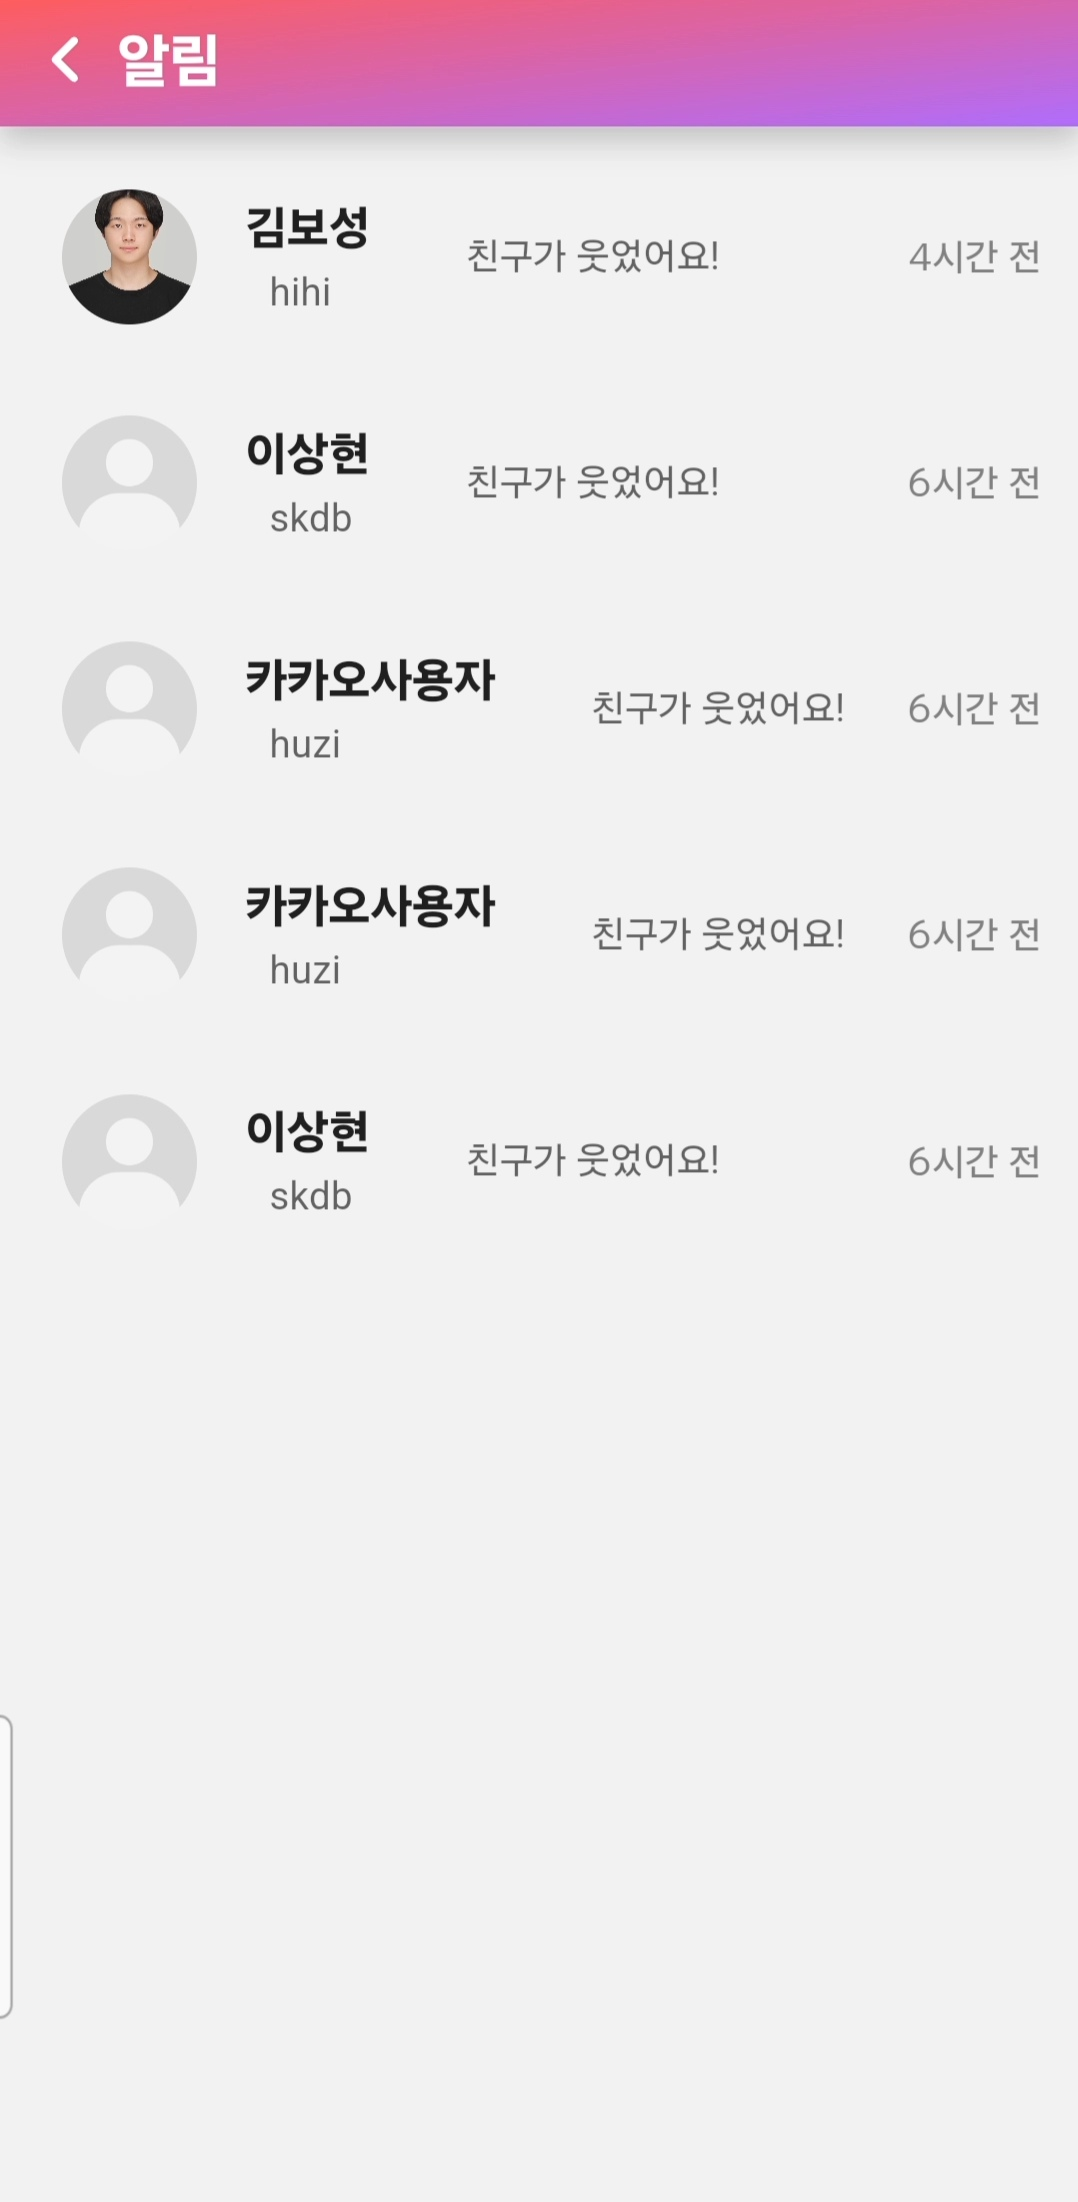 알림
김보성
hihi
친구가 웃었어요!
4시간 전
이상현
skdb
친구가 웃었어요!
6시간 전
카카오사용자
huzi
친구가 웃었어요!
6시간 전
카카오사용자
huzi
친구가 웃었어요!
6시간 전
이상현
skdb
친구가 웃었어요!
6시간 전